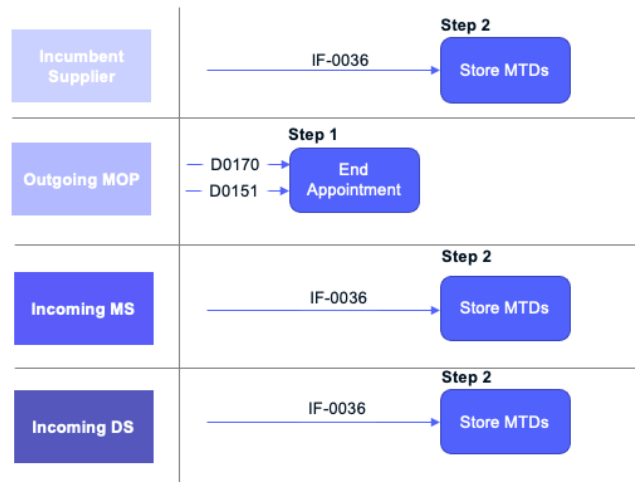 Step 2
Incumbent
Supplier
IF-0036
Store MTDs
Step 1
Outgoing MOP
D0170
D0151
End
Appointment
Step 2
Incoming MS
IF-0036
Store MTDs
Step 2
Incoming DS
IF-0036
Store MTDs